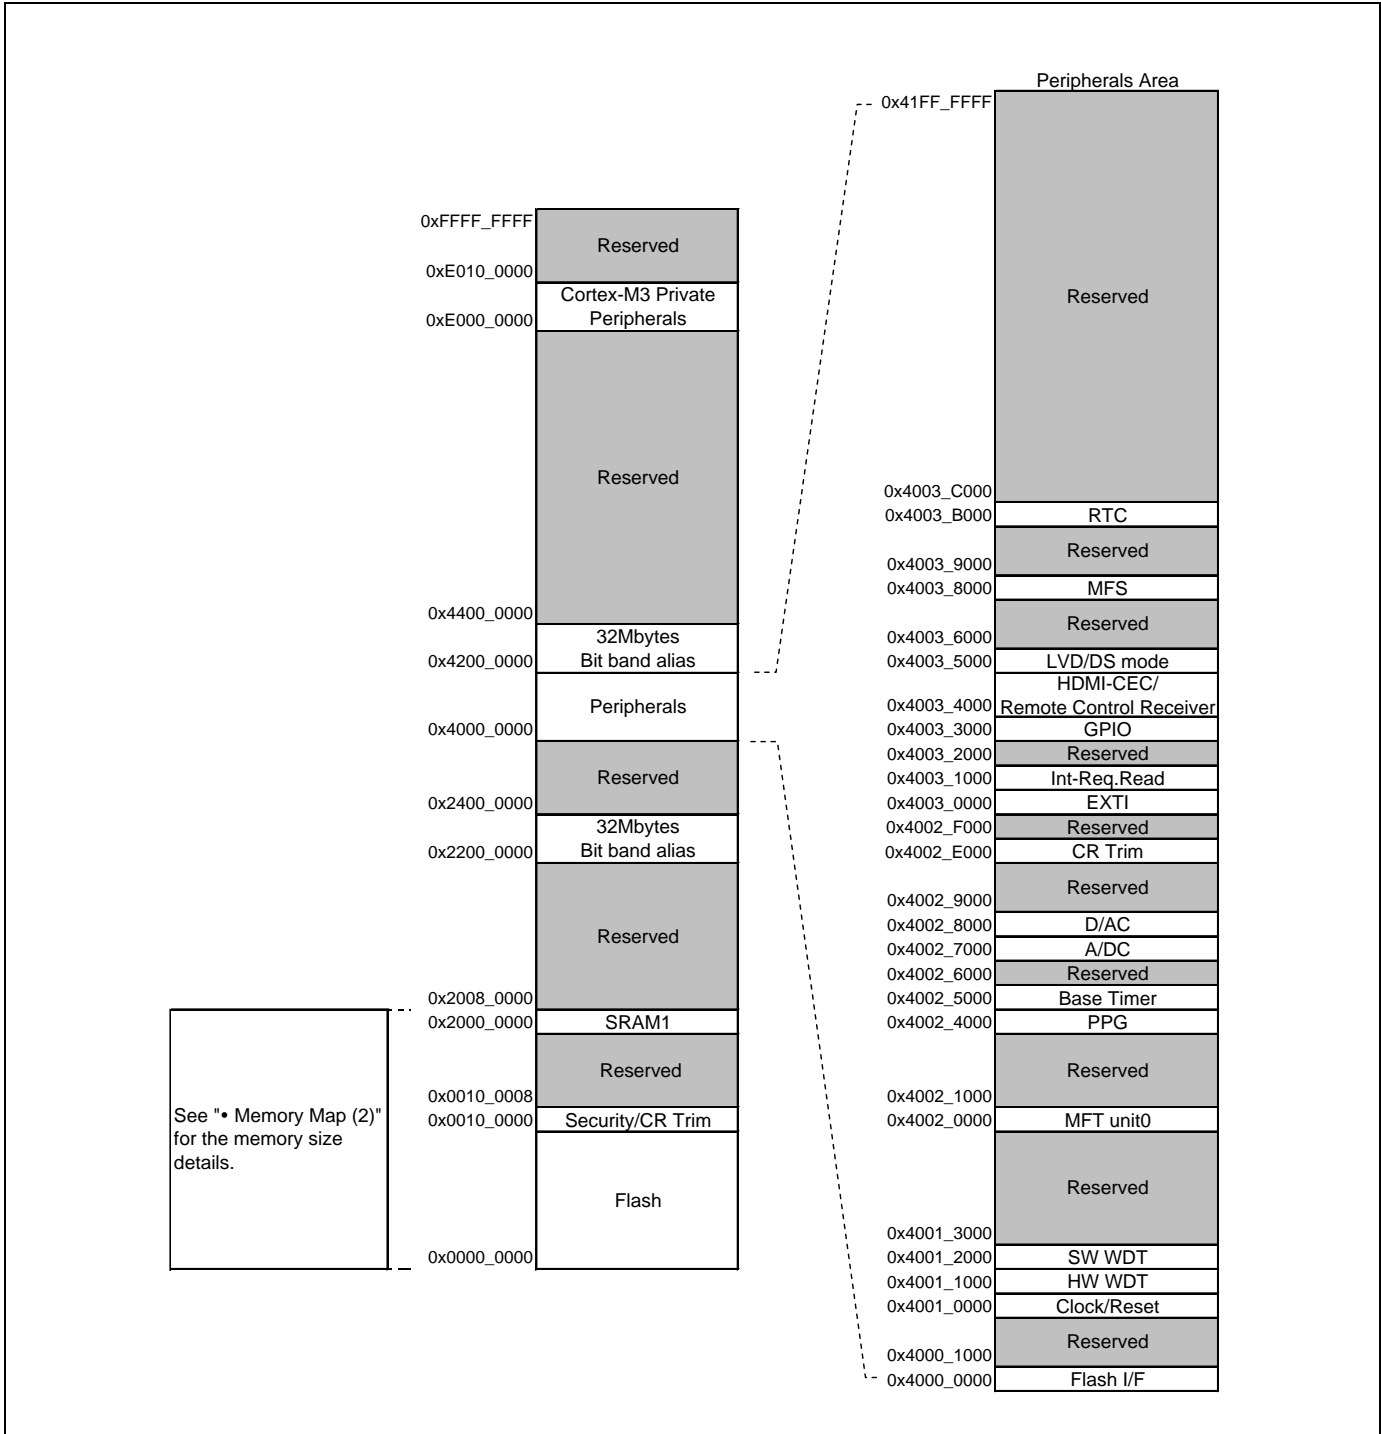 Peripherals Area
0x41FF_FFFF
Reserved
0x4003_C000
0x4003_B000 RTC
Reserved
0x4003_9000
0x4003_8000 MFS
Reserved
0x4003_6000
0x4003_5000 LVD/DS mode
HDMI-CEC/
0x4003_4000 Remote Control Receiver
0x4003_3000 GPIO
0x4003_2000 Reserved
0x4003_1000 Int-Req.Read
0x4003_0000 EXTI
0x4002_F000 Reserved
0x4002_E000 CR Trim
Reserved
0x4002_9000
0x4002_8000 D/AC
0x4002_7000 A/DC
0x4002_6000 Reserved
0x4002_5000 Base Timer
0x4002_4000 PPG
Reserved
0x4002_1000
0x4002_0000 MFT unit0
Reserved
0x4001_3000
0x4001_2000 SW WDT
0x4001_1000 HW WDT
0x4001_0000 Clock/Reset
Reserved
0x4000_1000
0x4000_0000 Flash I/F
0xFFFF_FFFF
Reserved
0xE010_0000
Cortex-M3 Private
0xE000_0000 Peripherals
Reserved
0x4400_0000
32Mbytes
0x4200_0000 Bit band alias
Peripherals
0x4000_0000
Reserved
0x2400_0000
32Mbytes
0x2200_0000 Bit band alias
Reserved
0x2008_0000
0x2000_0000 SRAM1
Reserved
0x0010_0008
0x0010_0000 Security/CR Trim
Flash
0x0000_0000
See "• Memory Map (2)"
for the memory size
details.